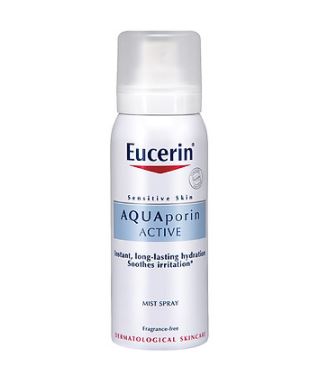 Eucerin®
Sensitive Skin
AQUAporin
ACTIVE
Instant, long-lasting hydration
Soothes irritation*
MIST SPRAY
Fragrance-free
DERMATOLOGICAL SKINCARE